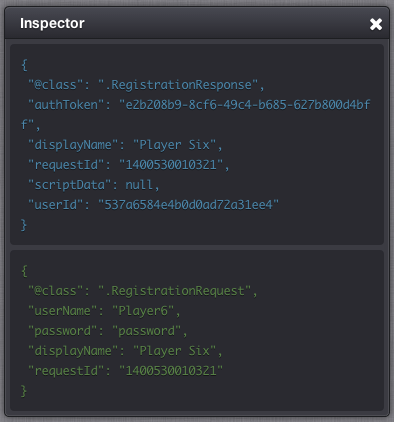 Inspector
{
"@class": ".RegistrationResponse",
"authToken": "e2b208b9-8cf6-49c4-b685-627b800d4bf
f",
"displayName": "Player Six",
"requestId": "1400530010321",
"scriptData": null,
"userId": "537a6584e4b0d0ad72a31ee4"
}
{
"@class": ".RegistrationRequest",
"userName": "Player6",
"password": "password",
"displayName": "Player Six",
"requestId": "1400530010321"
}